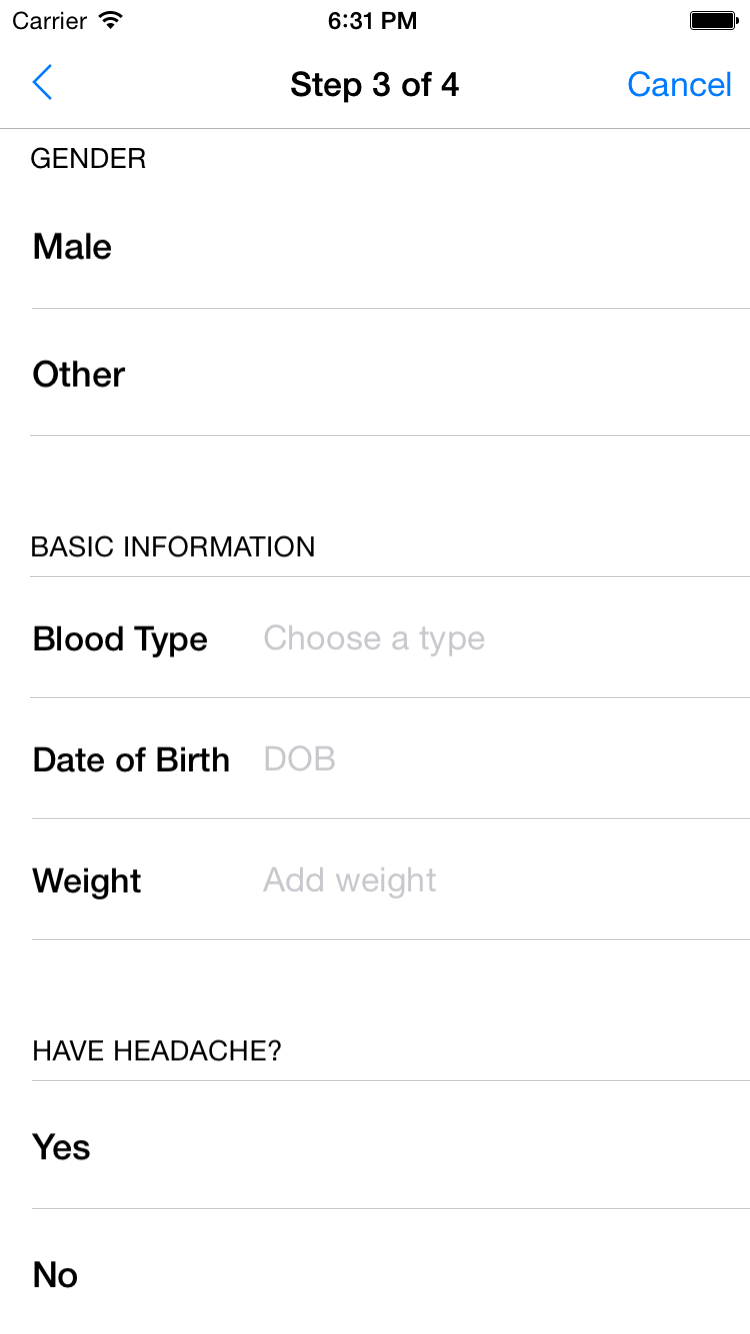 Carrier 6:31 PM
Step 3 of 4 Cancel
GENDER
Male
Other
BASIC INFORMATION
Blood Type Choose a type
Date of Birth DOB
Weight Add weight
HAVE HEADACHE?
Yes
No